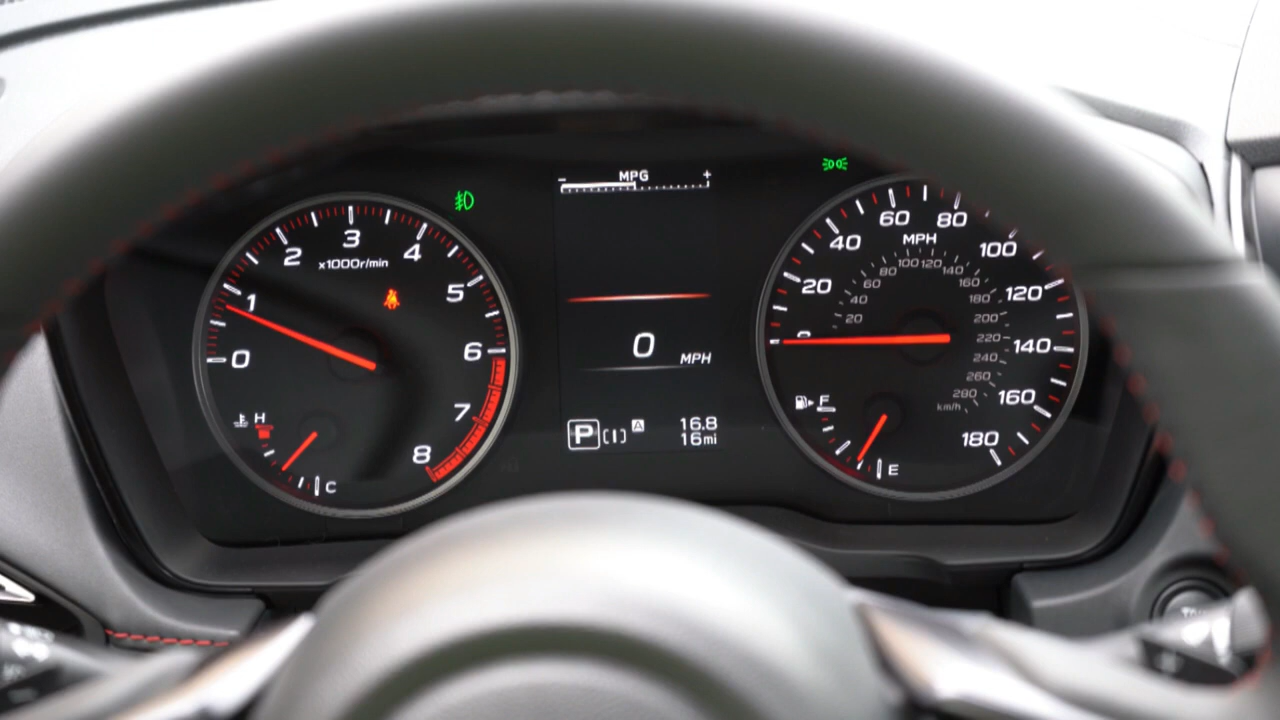 - MPG +
0 1 2 3 4 5 6 7 8
x1000r/min
H
C
0 MPH
P
A
16.8
16mi
20 40 60 80 100 120 140 160 180
MPH
20 40 60 80 100 120 140 160 180 200 220 240 260 280
km/h
F
E